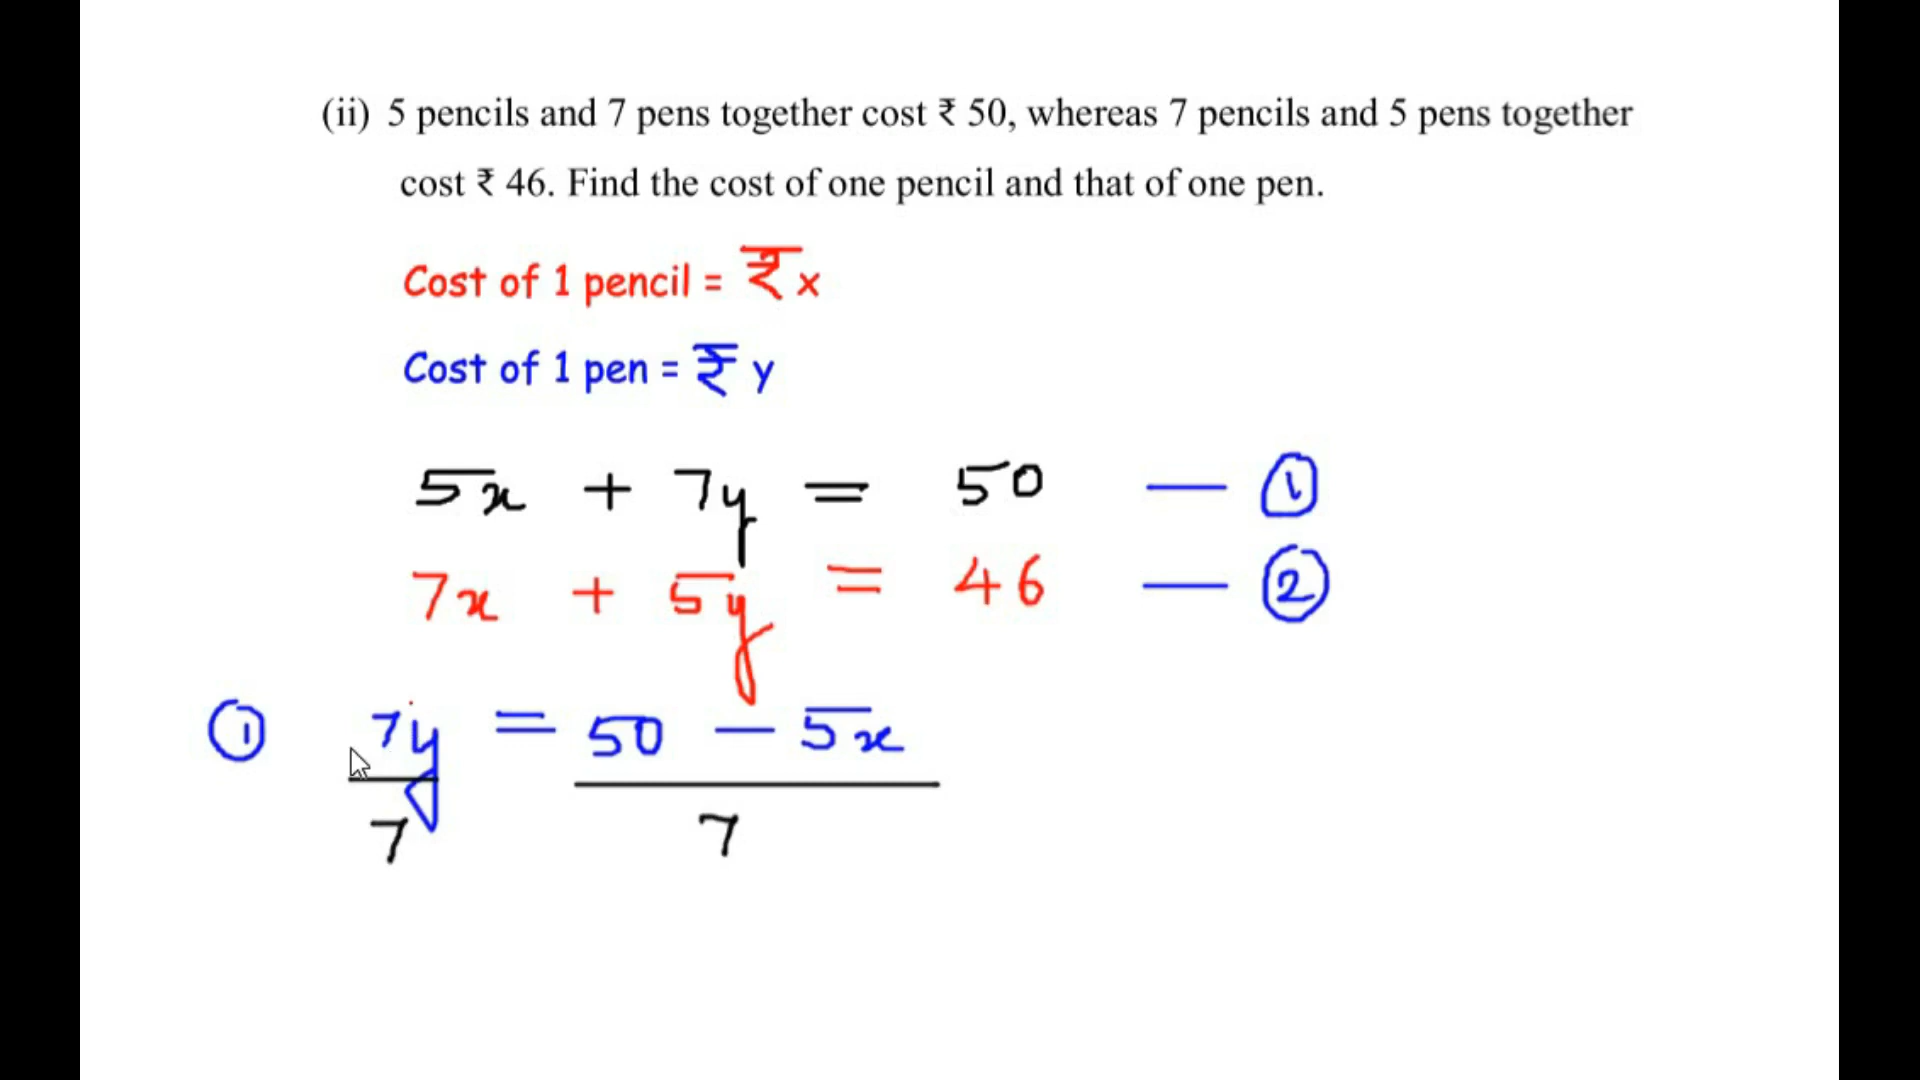 (ii) 5 pencils and 7 pens together cost ₹ 50, whereas 7 pencils and 5 pens together
cost ₹ 46. Find the cost of one pencil and that of one pen.
Cost of 1 pencil = ₹ x
Cost of 1 pen = ₹ y
5x + 7y = 50 — ①
7x + 5y = 46 — ②
① 7y = 50 − 5x
7 7